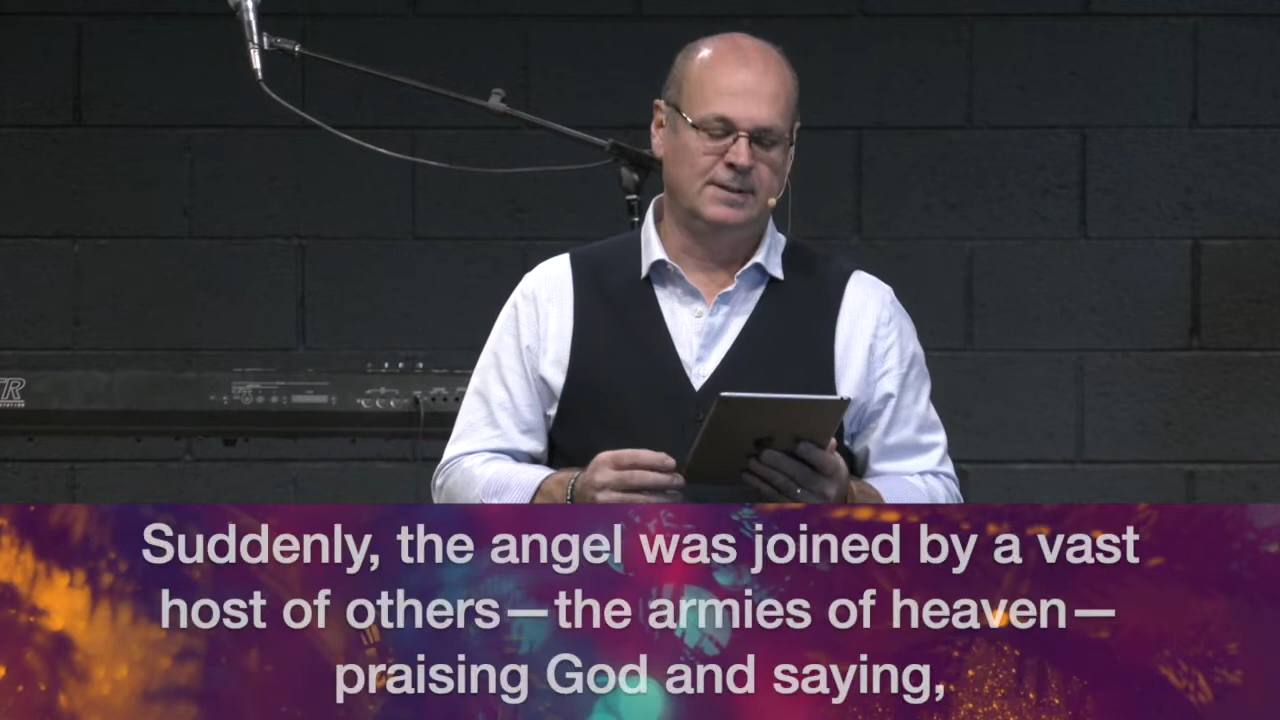 Suddenly, the angel was joined by a vast
host of others—the armies of heaven—
praising God and saying,